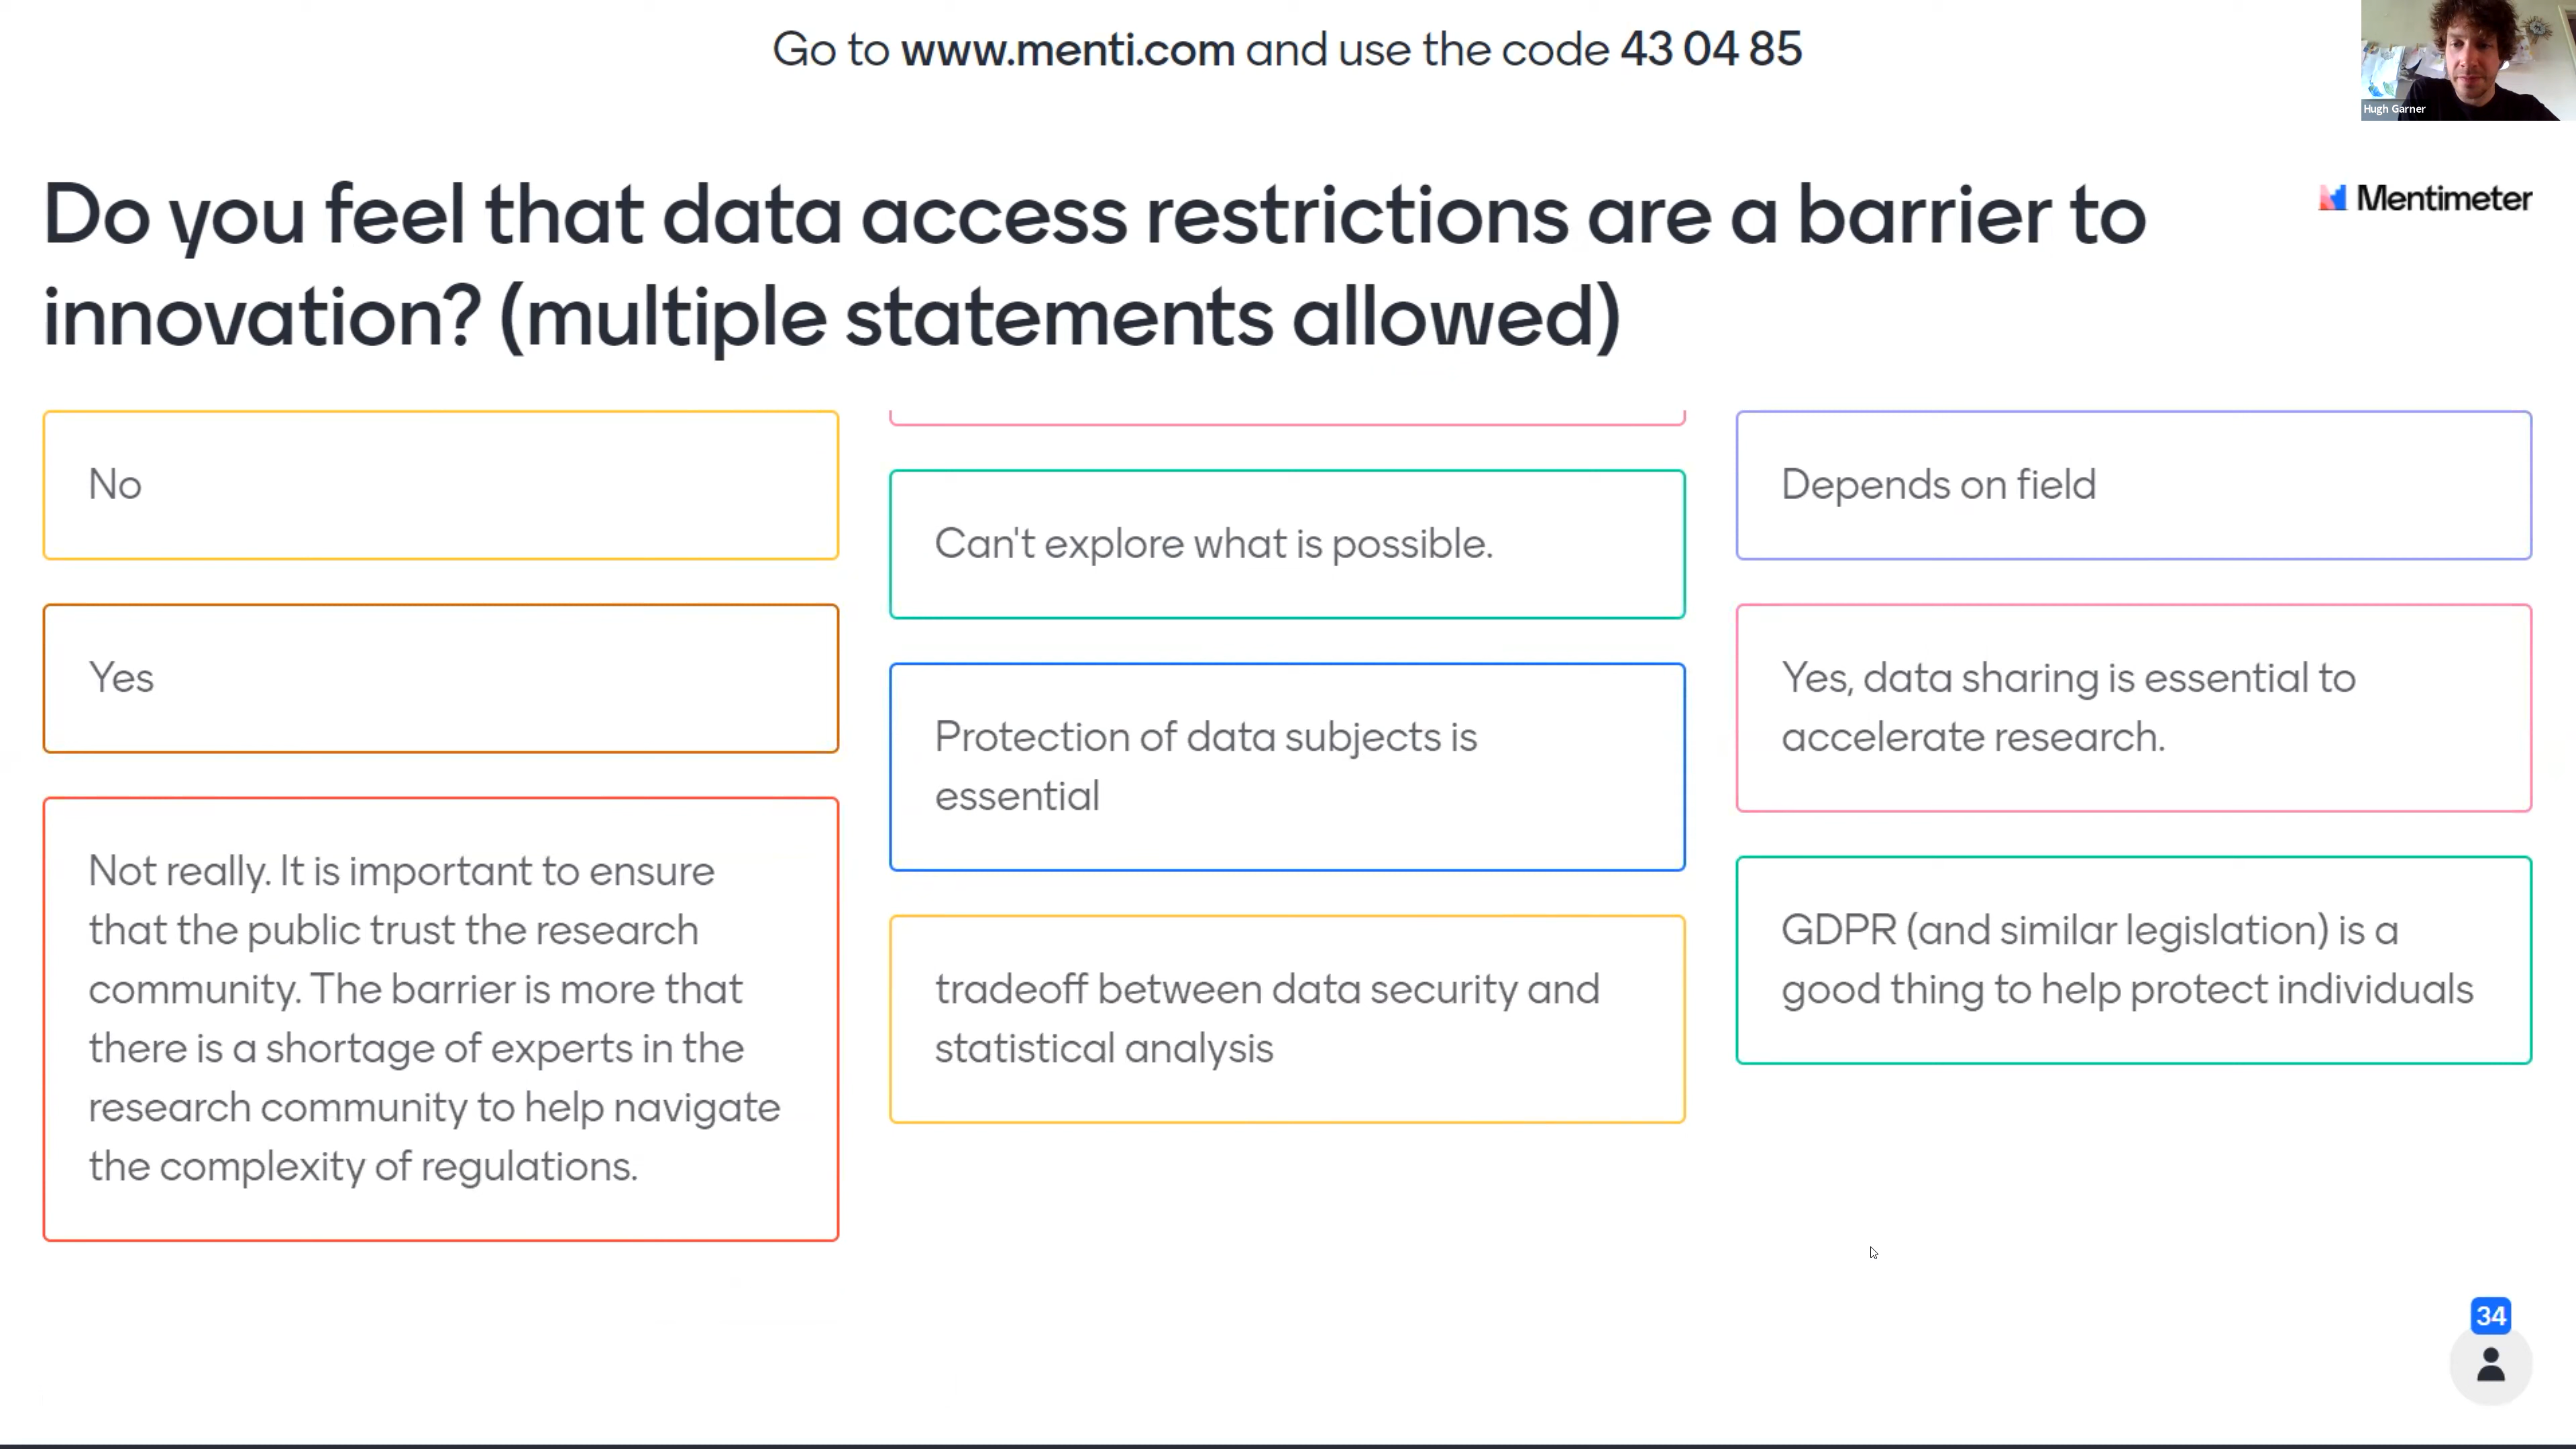 Go to www.menti.com and use the code 43 04 85
Hugh Garner
Do you feel that data access restrictions are a barrier to
innovation? (multiple statements allowed)
Mentimeter
No
Yes
Not really. It is important to ensure
that the public trust the research
community. The barrier is more that
there is a shortage of experts in the
research community to help navigate
the complexity of regulations.
Can't explore what is possible.
Protection of data subjects is
essential
tradeoff between data security and
statistical analysis
Depends on field
Yes, data sharing is essential to
accelerate research.
GDPR (and similar legislation) is a
good thing to help protect individuals
34